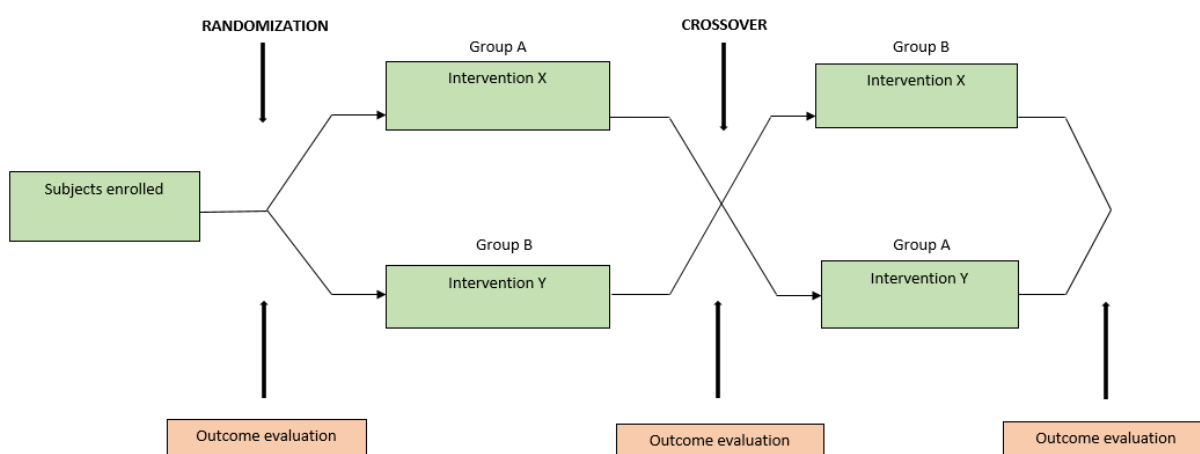 RANDOMIZATION
CROSSOVER
Group A
Group B
Intervention X
Intervention X
Subjects enrolled
Group B
Group A
Intervention Y
Intervention Y
Outcome evaluation
Outcome evaluation
Outcome evaluation